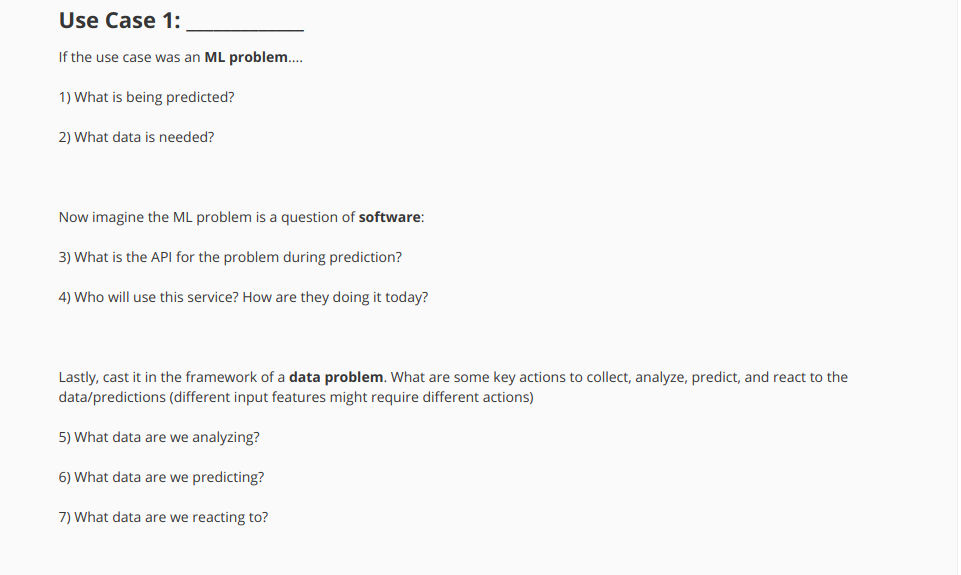 Use Case 1: ____________
If the use case was an ML problem....
1) What is being predicted?
2) What data is needed?
Now imagine the ML problem is a question of software:
3) What is the API for the problem during prediction?
4) Who will use this service? How are they doing it today?
Lastly, cast it in the framework of a data problem. What are some key actions to collect, analyze, predict, and react to the
data/predictions (different input features might require different actions)
5) What data are we analyzing?
6) What data are we predicting?
7) What data are we reacting to?